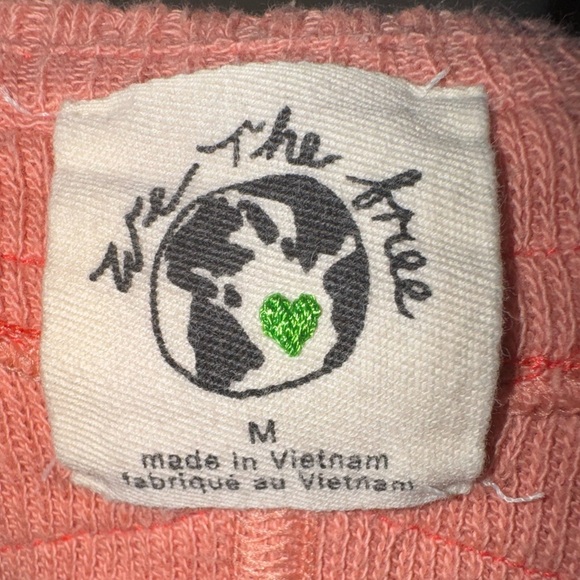 We The free
M
made in Vietnam
fabriqué au Vietnam